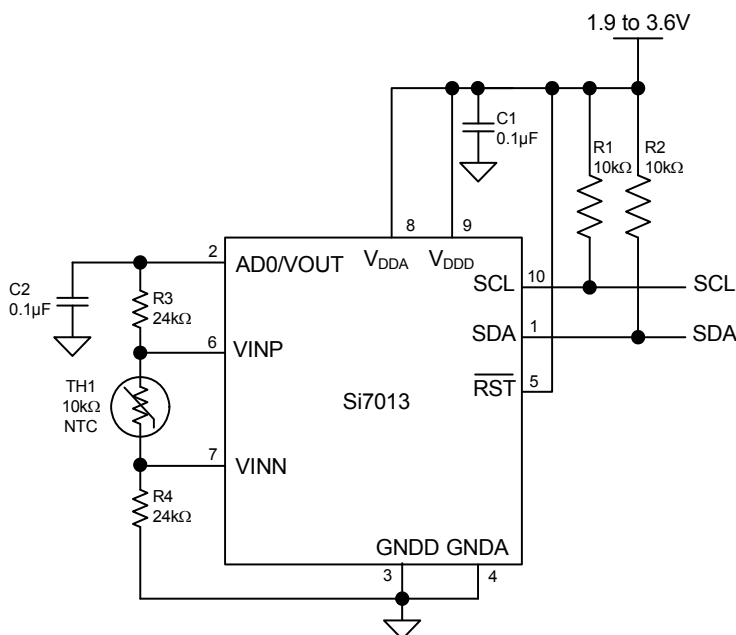 1.9 to 3.6V
C1
0.1µF
R1
10kΩ
R2
10kΩ
8
9
2
AD0/VOUT
VDDA
VDDD
C2
0.1µF
R3
24kΩ
SCL
10
SCL
6
VINP
SDA
1
SDA
TH1
10kΩ
NTC
Si7013
RST
5
7
VINN
R4
24kΩ
GNDD
GNDA
3
4